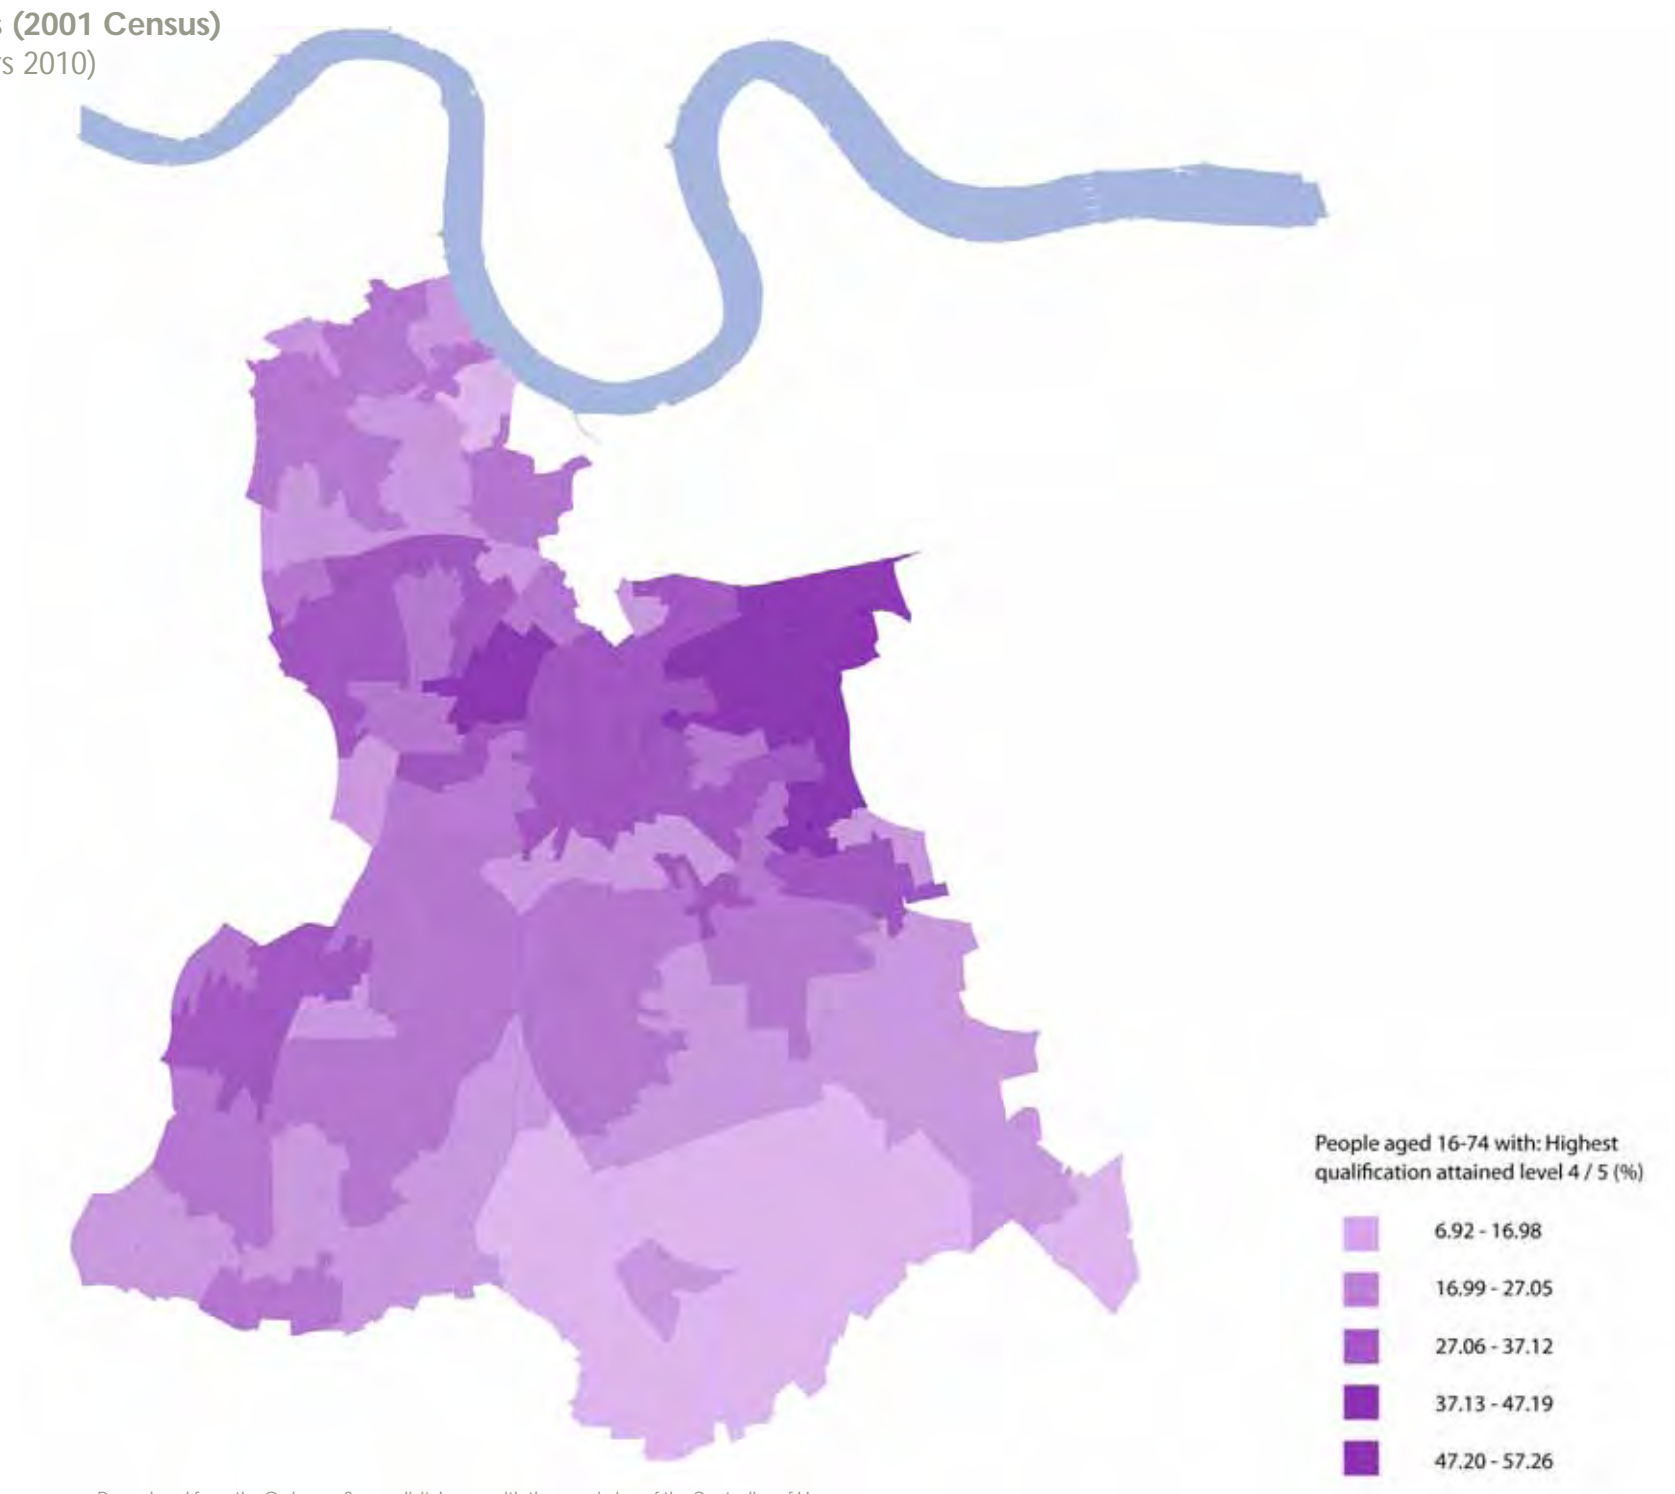 (2001 Census)
2010)
People aged 16-74 with: Highest
qualification attained level 4 / 5 (%)
6.92 - 16.98
16.99 - 27.05
27.06 - 37.12
37.13 - 47.19
47.20 - 57.26